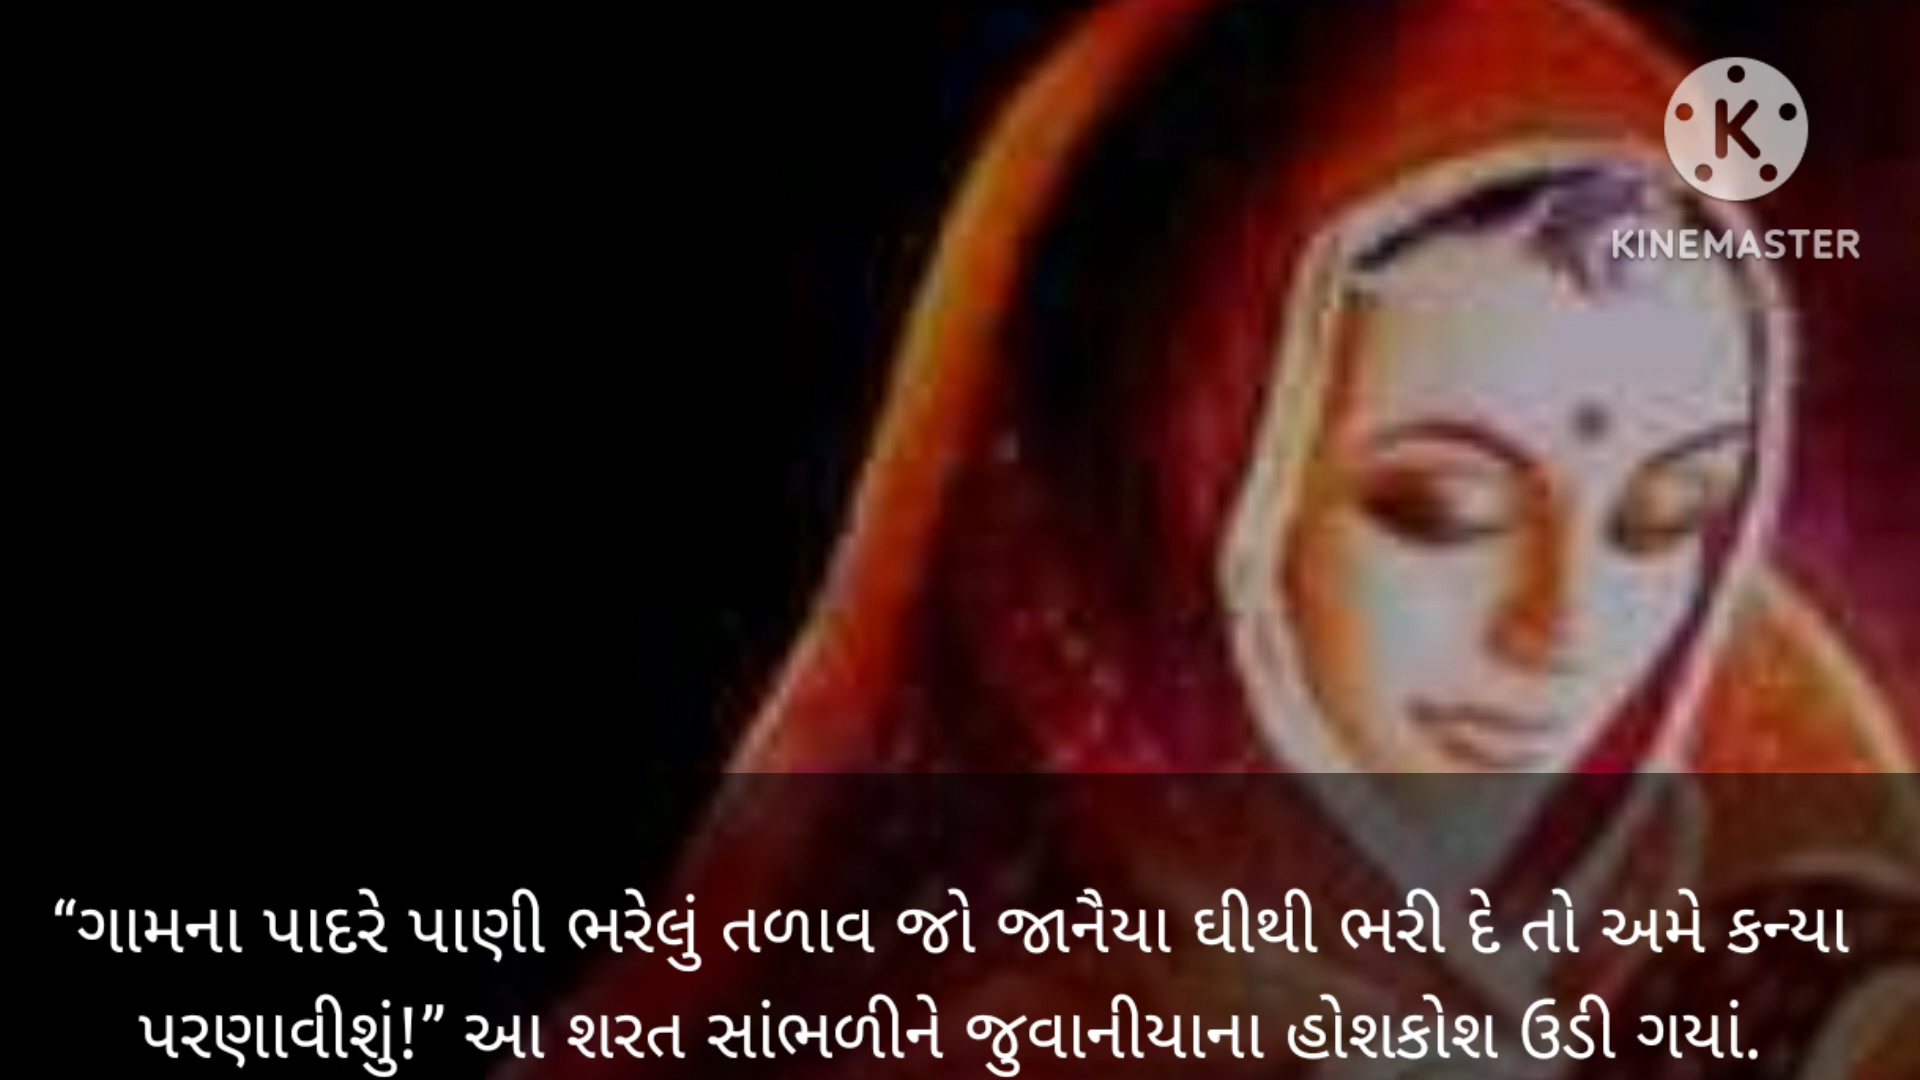 K
KINEMASTER
“ગામના પાદરે પાણી ભરેલું તળાવ જો જાનૈયા ઘીથી ભરી દે તો અમે કન્યા
પરણાવીશું!” આ શરત સાંભળીને જુવાનીયાના હોશકોશ ઉડી ગયાં.